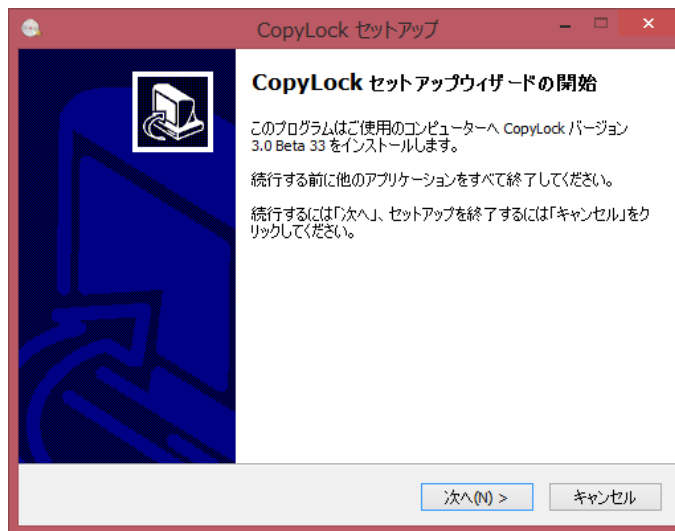 CopyLock セットアップ
CopyLock セットアップウィザードの開始
このプログラムはご使用のコンピューターへ CopyLock バージョン
3.0 Beta 33 をインストールします。
続行する前に他のアプリケーションをすべて終了してください。
続行するには「次へ」、セットアップを終了するには「キャンセル」をク
リックしてください。
次へ(N) >
キャンセル